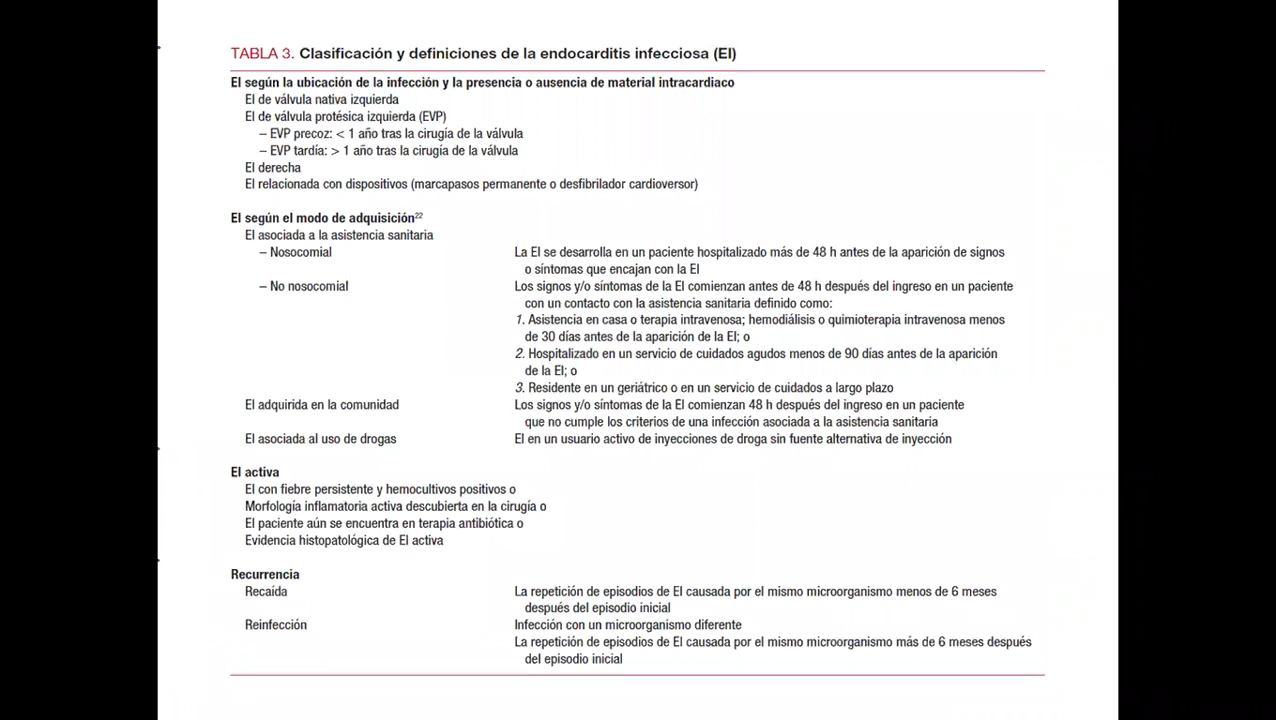 TABLA 3. Clasificación y definiciones de la endocarditis infecciosa (EI)
EI según la ubicación de la infección y la presencia o ausencia de material intracardiaco
EI de válvula nativa izquierda
EI de válvula protésica izquierda (EVP)
– EVP precoz: < 1 año tras la cirugía de la válvula
– EVP tardía: > 1 año tras la cirugía de la válvula
EI derecha
EI relacionada con dispositivos (marcapasos permanente o desfibrilador cardioversor)
EI según el modo de adquisición22
EI asociada a la asistencia sanitaria
– Nosocomial
La EI se desarrolla en un paciente hospitalizado más de 48 h antes de la aparición de signos
o síntomas que encajan con la EI
– No nosocomial
Los signos y/o síntomas de la EI comienzan antes de 48 h después del ingreso en un paciente
con un contacto con la asistencia sanitaria definido como:
1. Asistencia en casa o terapia intravenosa; hemodiálisis o quimioterapia intravenosa menos
de 30 días antes de la aparición de la EI; o
2. Hospitalizado en un servicio de cuidados agudos menos de 90 días antes de la aparición
de la EI; o
3. Residente en un geriátrico o en un servicio de cuidados a largo plazo
EI adquirida en la comunidad
Los signos y/o síntomas de la EI comienzan 48 h después del ingreso en un paciente
que no cumple los criterios de una infección asociada a la asistencia sanitaria
EI asociada al uso de drogas
EI en un usuario activo de inyecciones de droga sin fuente alternativa de inyección
EI activa
EI con fiebre persistente y hemocultivos positivos o
Morfología inflamatoria activa descubierta en la cirugía o
El paciente aún se encuentra en terapia antibiótica o
Evidencia histopatológica de EI activa
Recurrencia
Recaída
La repetición de episodios de EI causada por el mismo microorganismo menos de 6 meses
después del episodio inicial
Reinfección
Infección con un microorganismo diferente
La repetición de episodios de EI causada por el mismo microorganismo más de 6 meses después
del episodio inicial